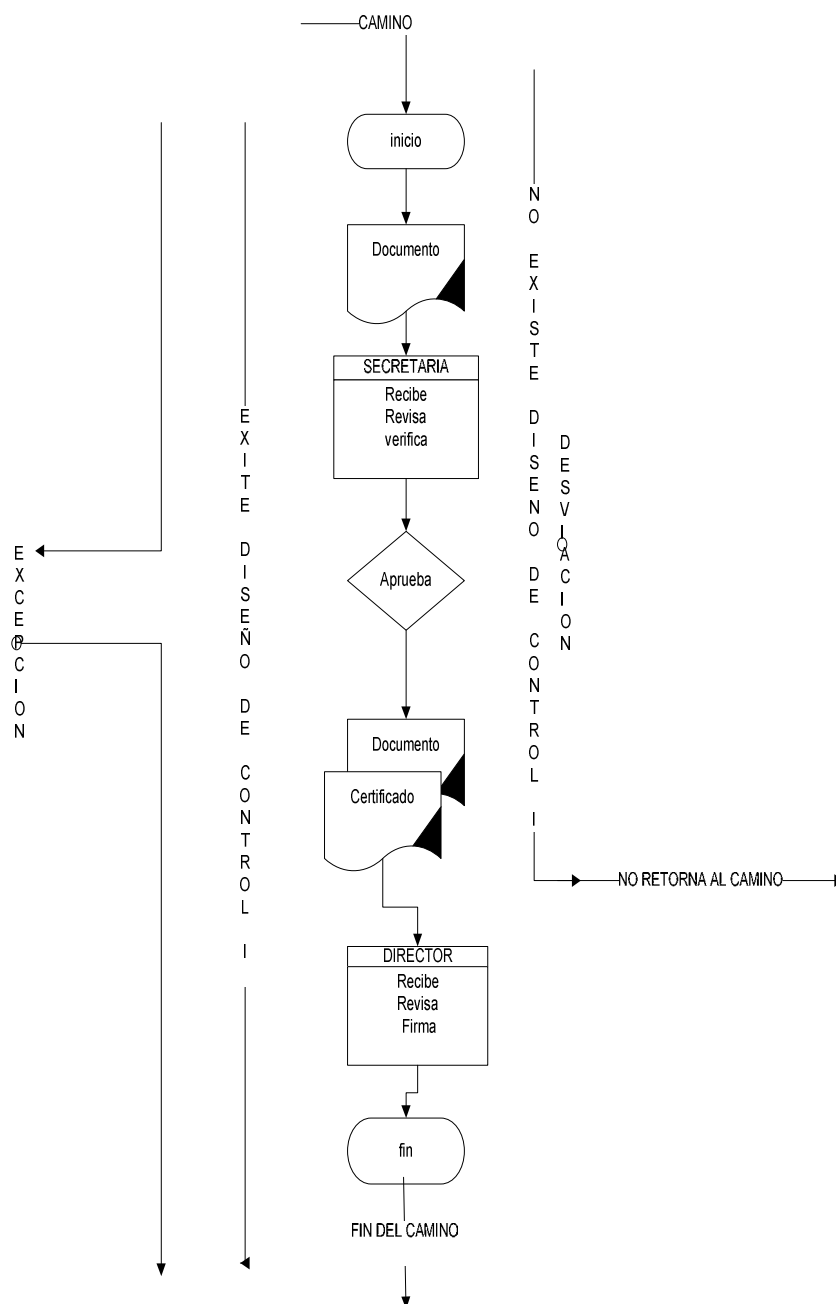 CAMINO
inicio
Documento
SECRETARIA
Recibe
Revisa
verifica
Aprueba
Documento
Certificado
DIRECTOR
Recibe
Revisa
Firma
fin
FIN DEL CAMINO
EXCEPCION
EXITE DISEÑO DE CONTROL I
NO EXISTE DISENO DE CONTROL I
DESVIACION
NO RETORNA AL CAMINO